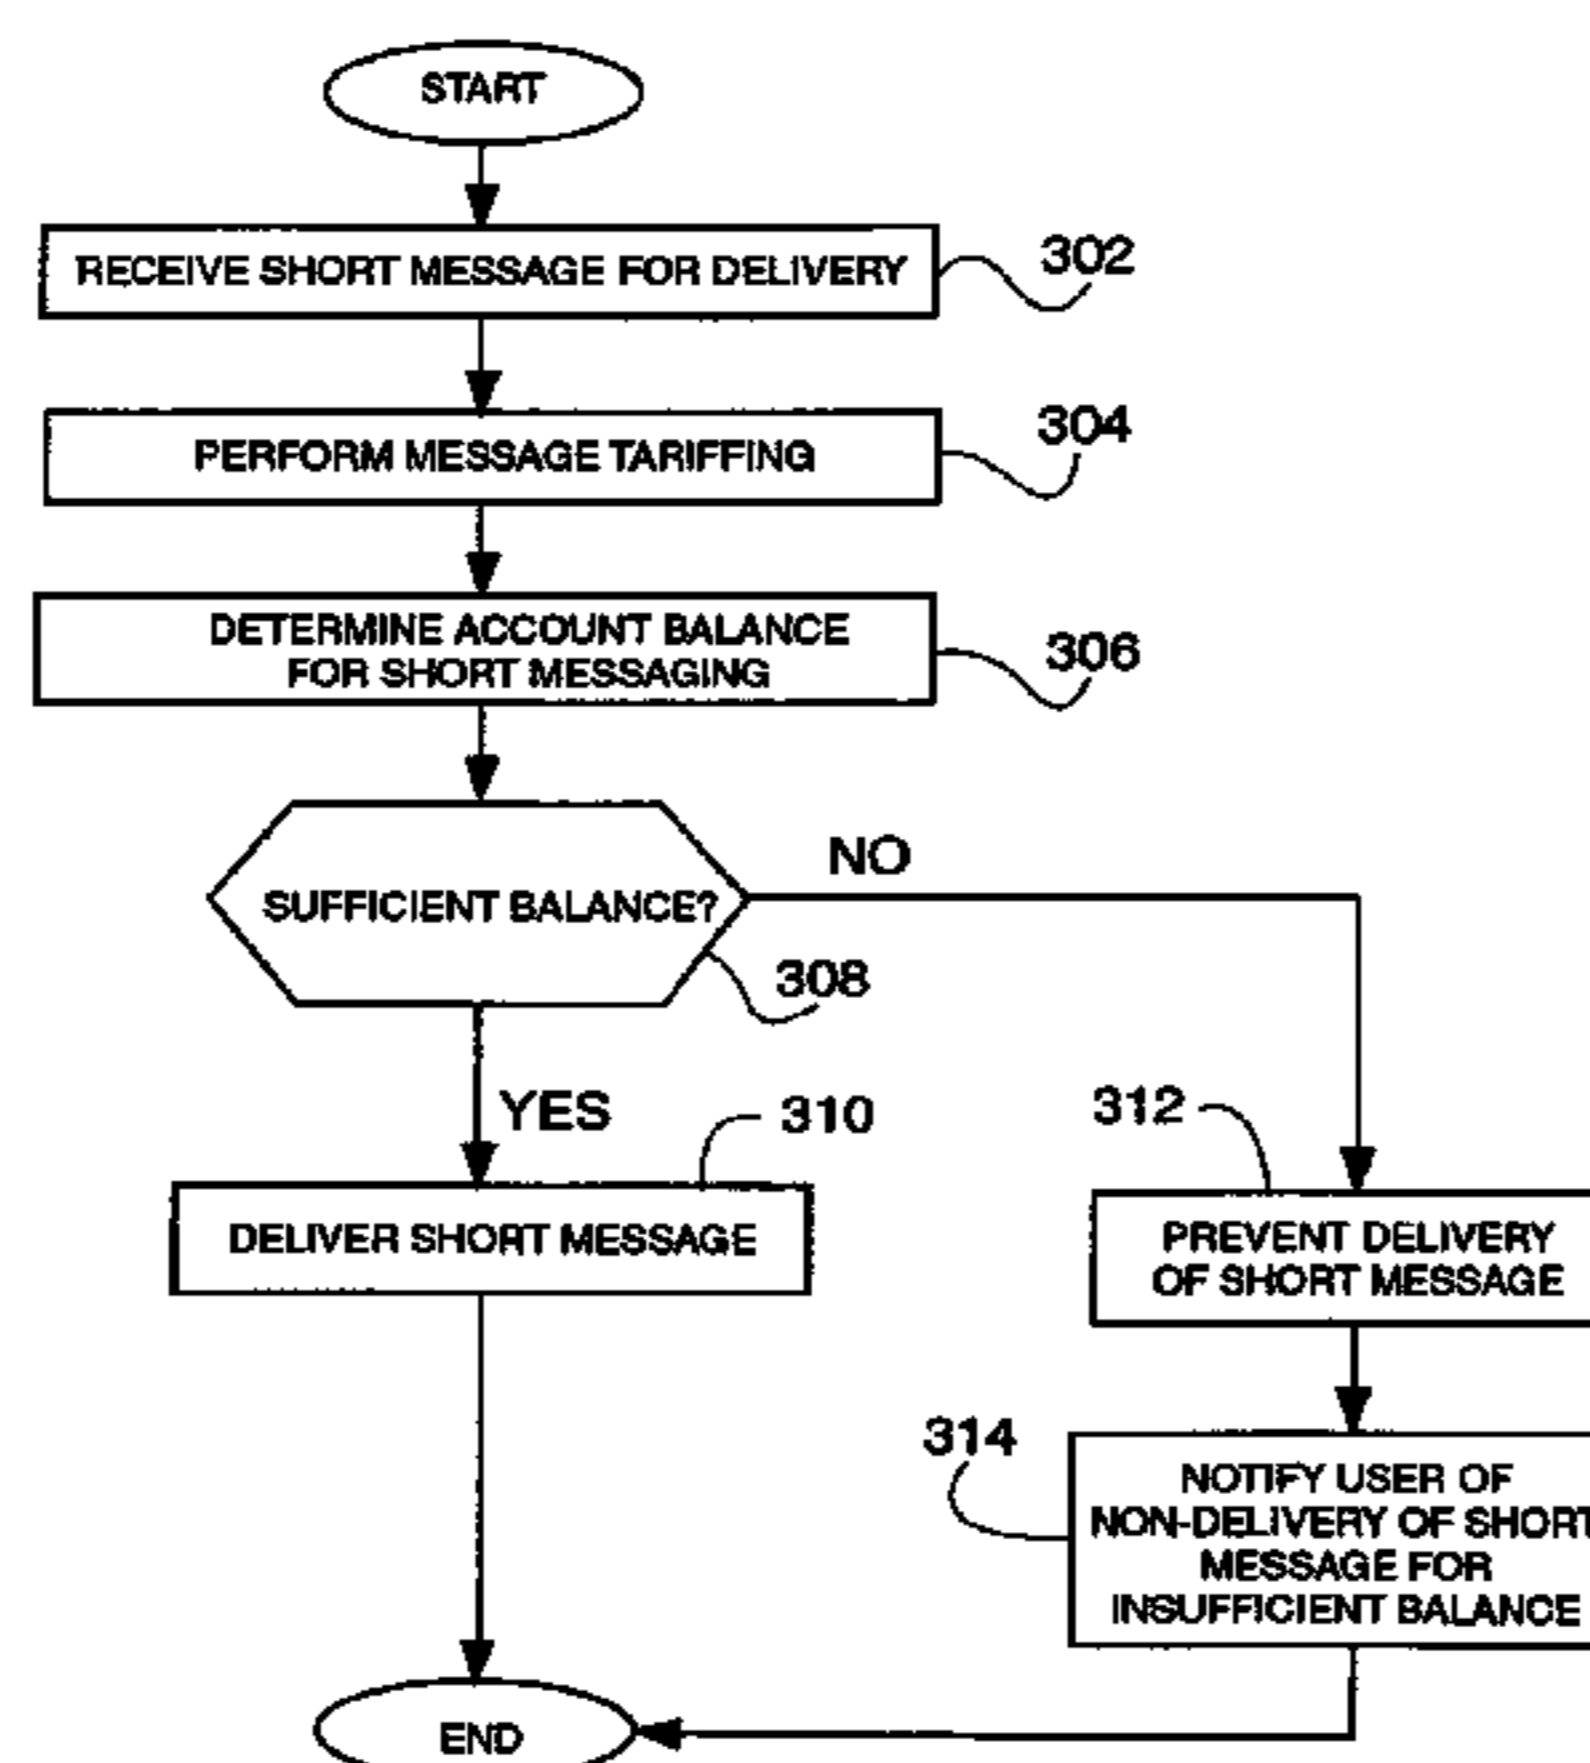 START
RECEIVE SHORT MESSAGE FOR DELIVERY
302
PERFORM MESSAGE TARIFFING
304
DETERMINE ACCOUNT BALANCE
FOR SHORT MESSAGING
306
SUFFICIENT BALANCE?
NO
308
YES
310
312
DELIVER SHORT MESSAGE
PREVENT DELIVERY
OF SHORT MESSAGE
314
NOTIFY USER OF
NON-DELIVERY OF SHORT
MESSAGE FOR
INSUFFICIENT BALANCE
END